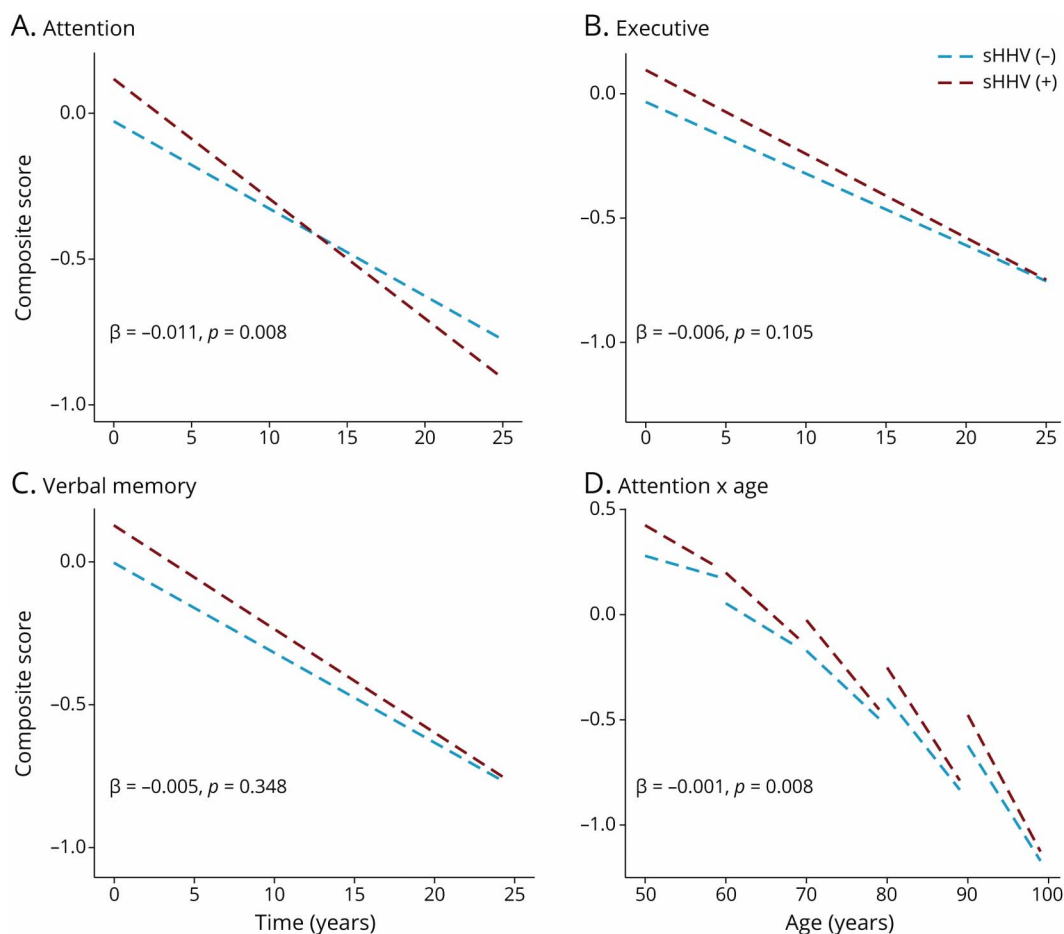 A. Attention
Composite score
0.0
−0.5
−1.0
β = −0.011, p = 0.008
0 5 10 15 20 25
B. Executive
sHHV (−)
sHHV (+)
0.0
−0.5
−1.0
β = −0.006, p = 0.105
0 5 10 15 20 25
C. Verbal memory
Composite score
0.0
−0.5
−1.0
β = −0.005, p = 0.348
0 5 10 15 20 25
Time (years)
D. Attention x age
0.5
0.0
−0.5
−1.0
β = −0.001, p = 0.008
50 60 70 80 90 100
Age (years)